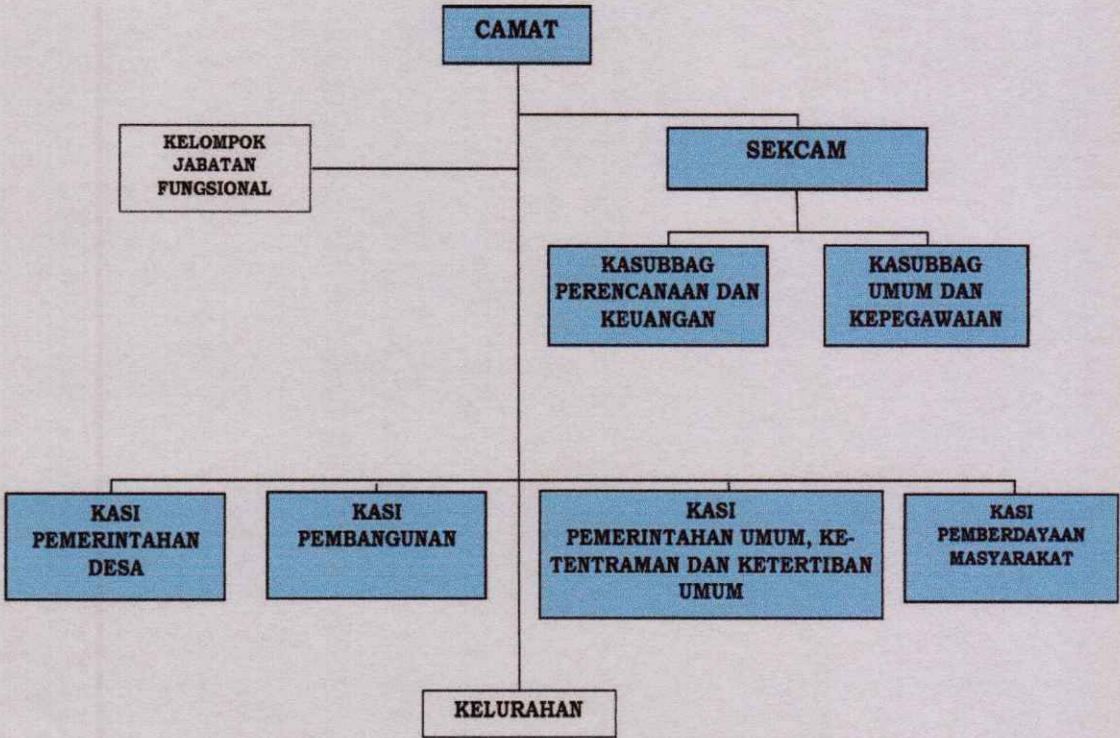 CAMAT
KELOMPOK
JABATAN
FUNGSIONAL
SEKCAM
KASUBBAG
PERENCANAAN DAN
KEUANGAN
KASUBBAG
UMUM DAN
KEPEGAWAIAN
KASI
PEMERINTAHAN
DESA
KASI
PEMBANGUNAN
KASI
PEMERINTAHAN UMUM, KE-
TENTRAMAN DAN KETERTIBAN
UMUM
KASI
PEMBERDAYAAN
MASYARAKAT
KELURAHAN